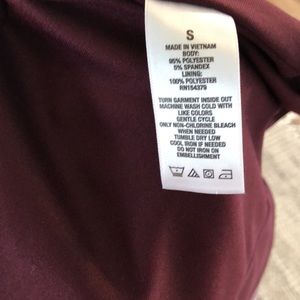 S
MADE IN VIETNAM
BODY:
95% POLYESTER
5% SPANDEX
LINING:
100% POLYESTER
RN154379
TURN GARMENT INSIDE OUT
MACHINE WASH COLD WITH
LIKE COLORS
GENTLE CYCLE
ONLY NON-CHLORINE BLEACH
WHEN NEEDED
TUMBLE DRY LOW
COOL IRON IF NEEDED
DO NOT IRON ON
EMBELLISHMENT